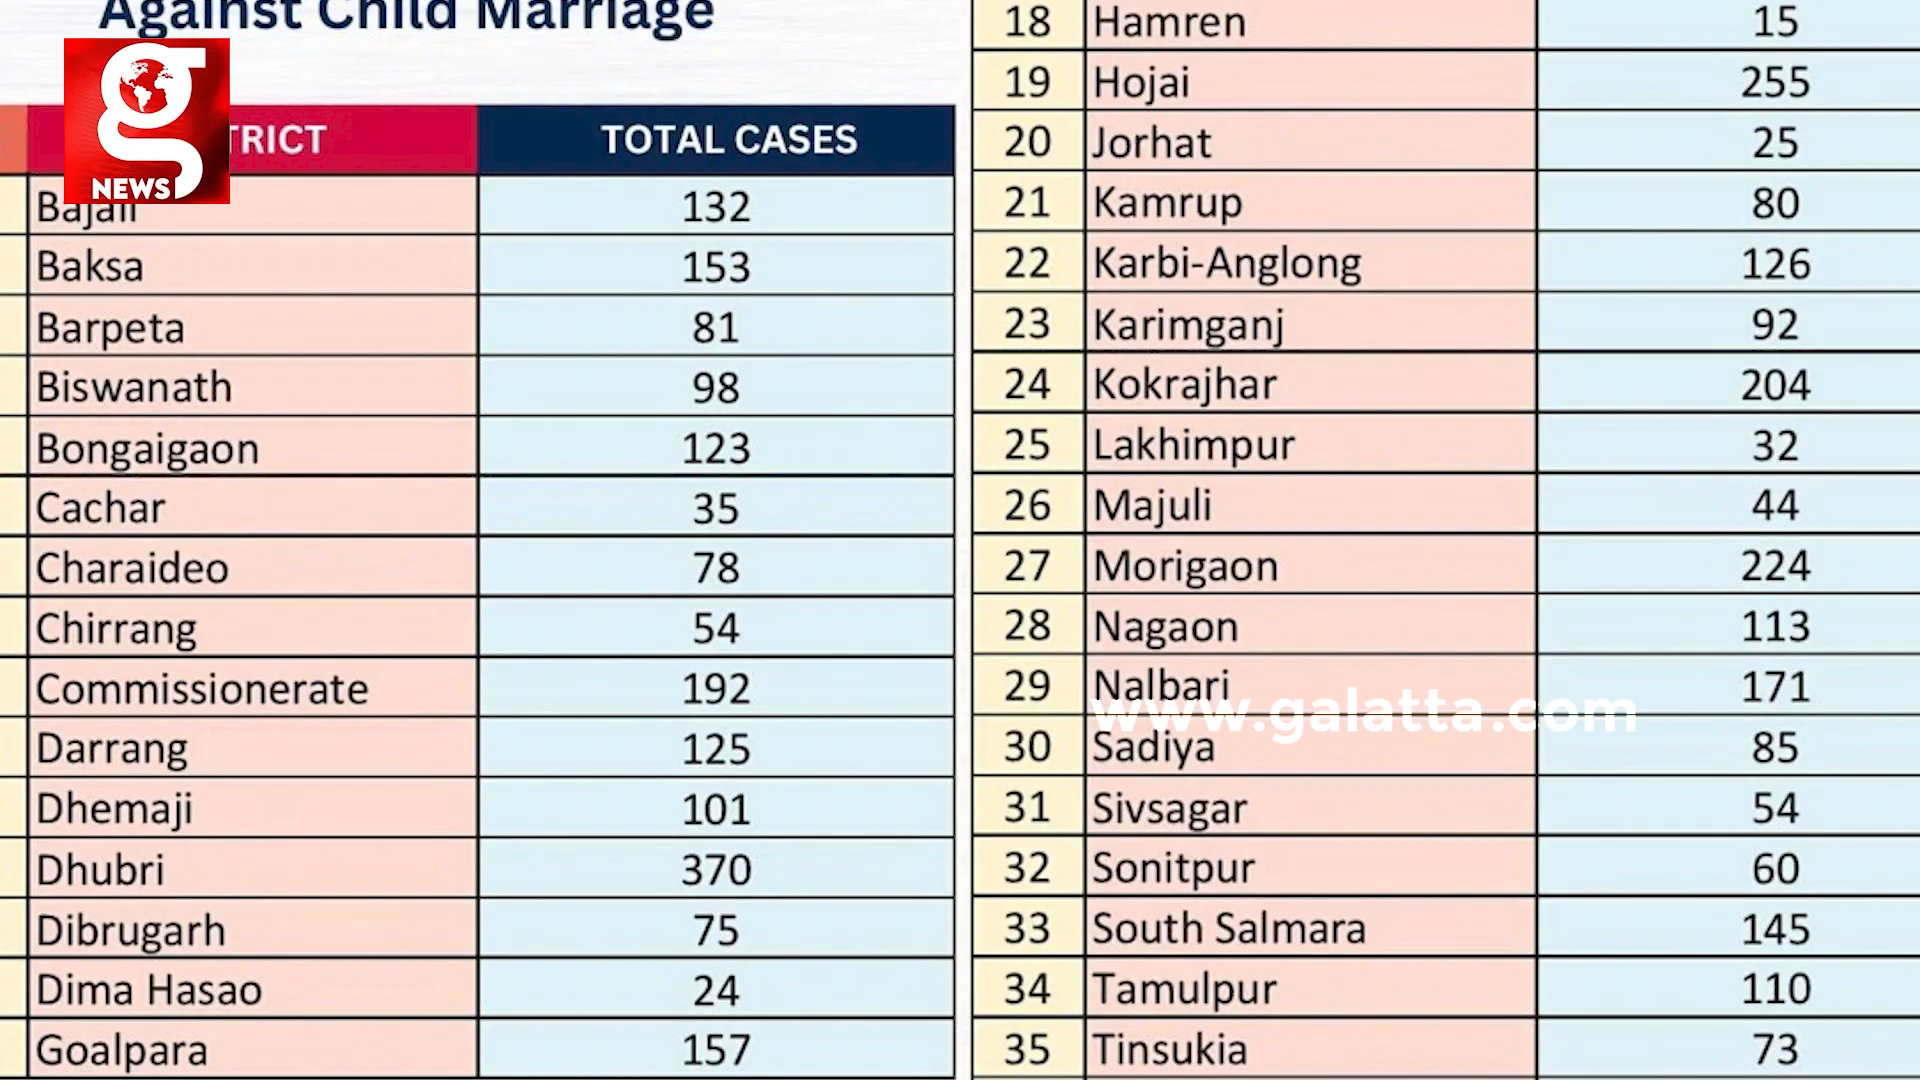 Against Child Marriage
g
NEWS
TRICT TOTAL CASES
Bajali 132
Baksa 153
Barpeta 81
Biswanath 98
Bongaigaon 123
Cachar 35
Charaideo 78
Chirrang 54
Commissionerate 192
Darrang 125
Dhemaji 101
Dhubri 370
Dibrugarh 75
Dima Hasao 24
Goalpara 157
18 Hamren 15
19 Hojai 255
20 Jorhat 25
21 Kamrup 80
22 Karbi-Anglong 126
23 Karimganj 92
24 Kokrajhar 204
25 Lakhimpur 32
26 Majuli 44
27 Morigaon 224
28 Nagaon 113
29 Nalbari 171
www.galatta.com
30 Sadiya 85
31 Sivsagar 54
32 Sonitpur 60
33 South Salmara 145
34 Tamulpur 110
35 Tinsukia 73